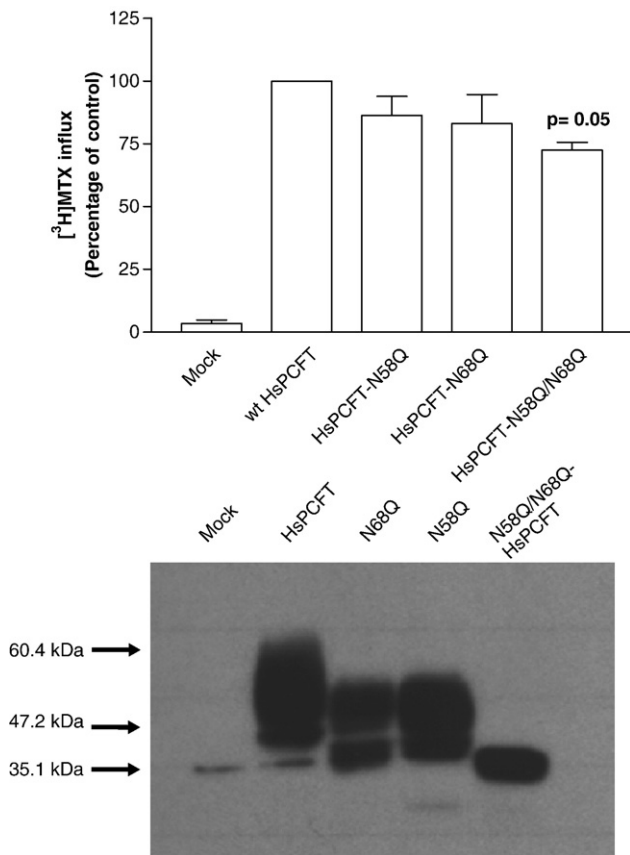 125
100
75
50
25
0
[³H]MTX influx
(Percentage of control)
p= 0.05
Mock
wt HsPCFT
HsPCFT-N58Q
HsPCFT-N68Q
HsPCFT-N58Q/N68Q
Mock
HsPCFT
N68Q
N58Q
N58Q/N68Q-
HsPCFT
60.4 kDa
47.2 kDa
35.1 kDa